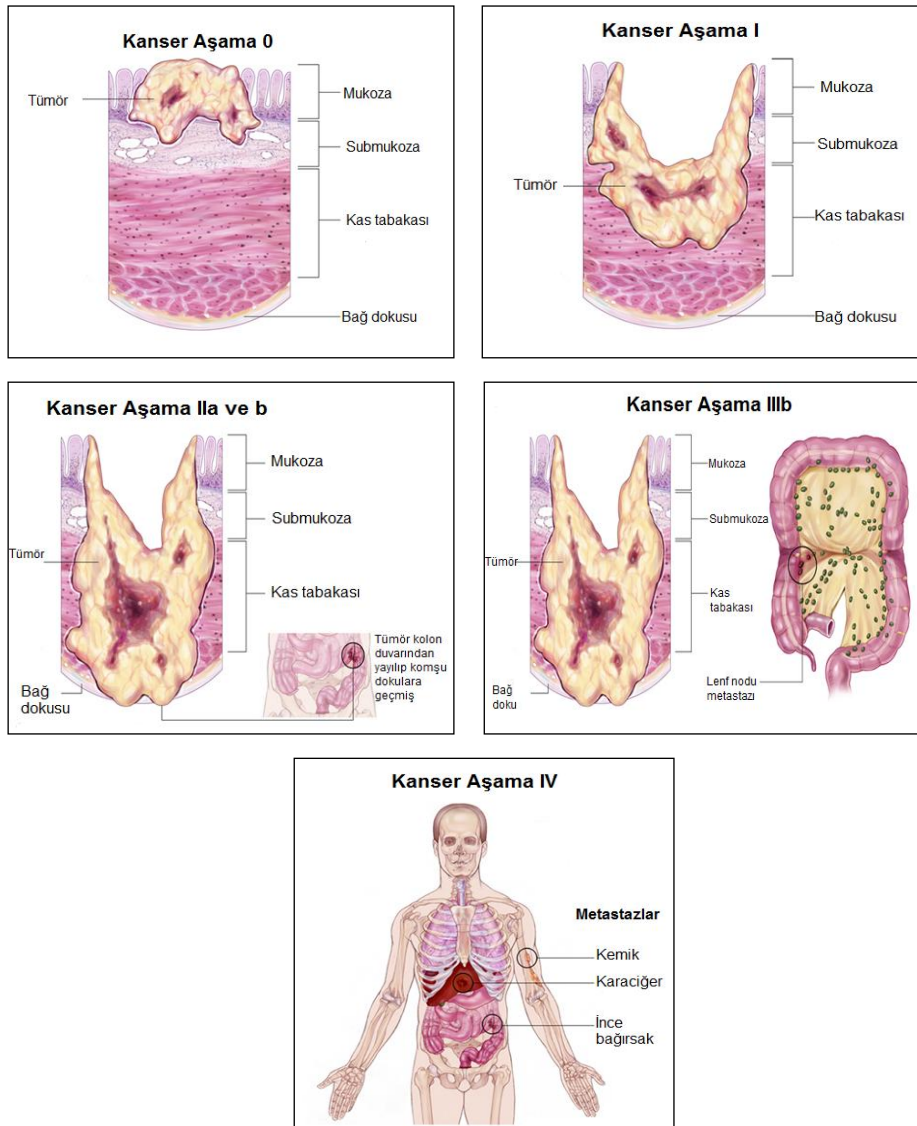 Kanser Aşama 0
Tümör
Mukoza
Submukoza
Kas tabakası
Bağ dokusu
Kanser Aşama I
Tümör
Mukoza
Submukoza
Kas tabakası
Bağ dokusu
Kanser Aşama IIa ve b
Tümör
Mukoza
Submukoza
Kas tabakası
Bağ
dokusu
Tümör kolon
duvarından
yayılıp komşu
dokulara
geçmiş
Kanser Aşama IIIb
Tümör
Mukoza
Submukoza
Kas
tabakası
Bağ
doku
Lenf nodu
metastazı
Kanser Aşama IV
Metastazlar
Kemik
Karaciğer
İnce
bağırsak